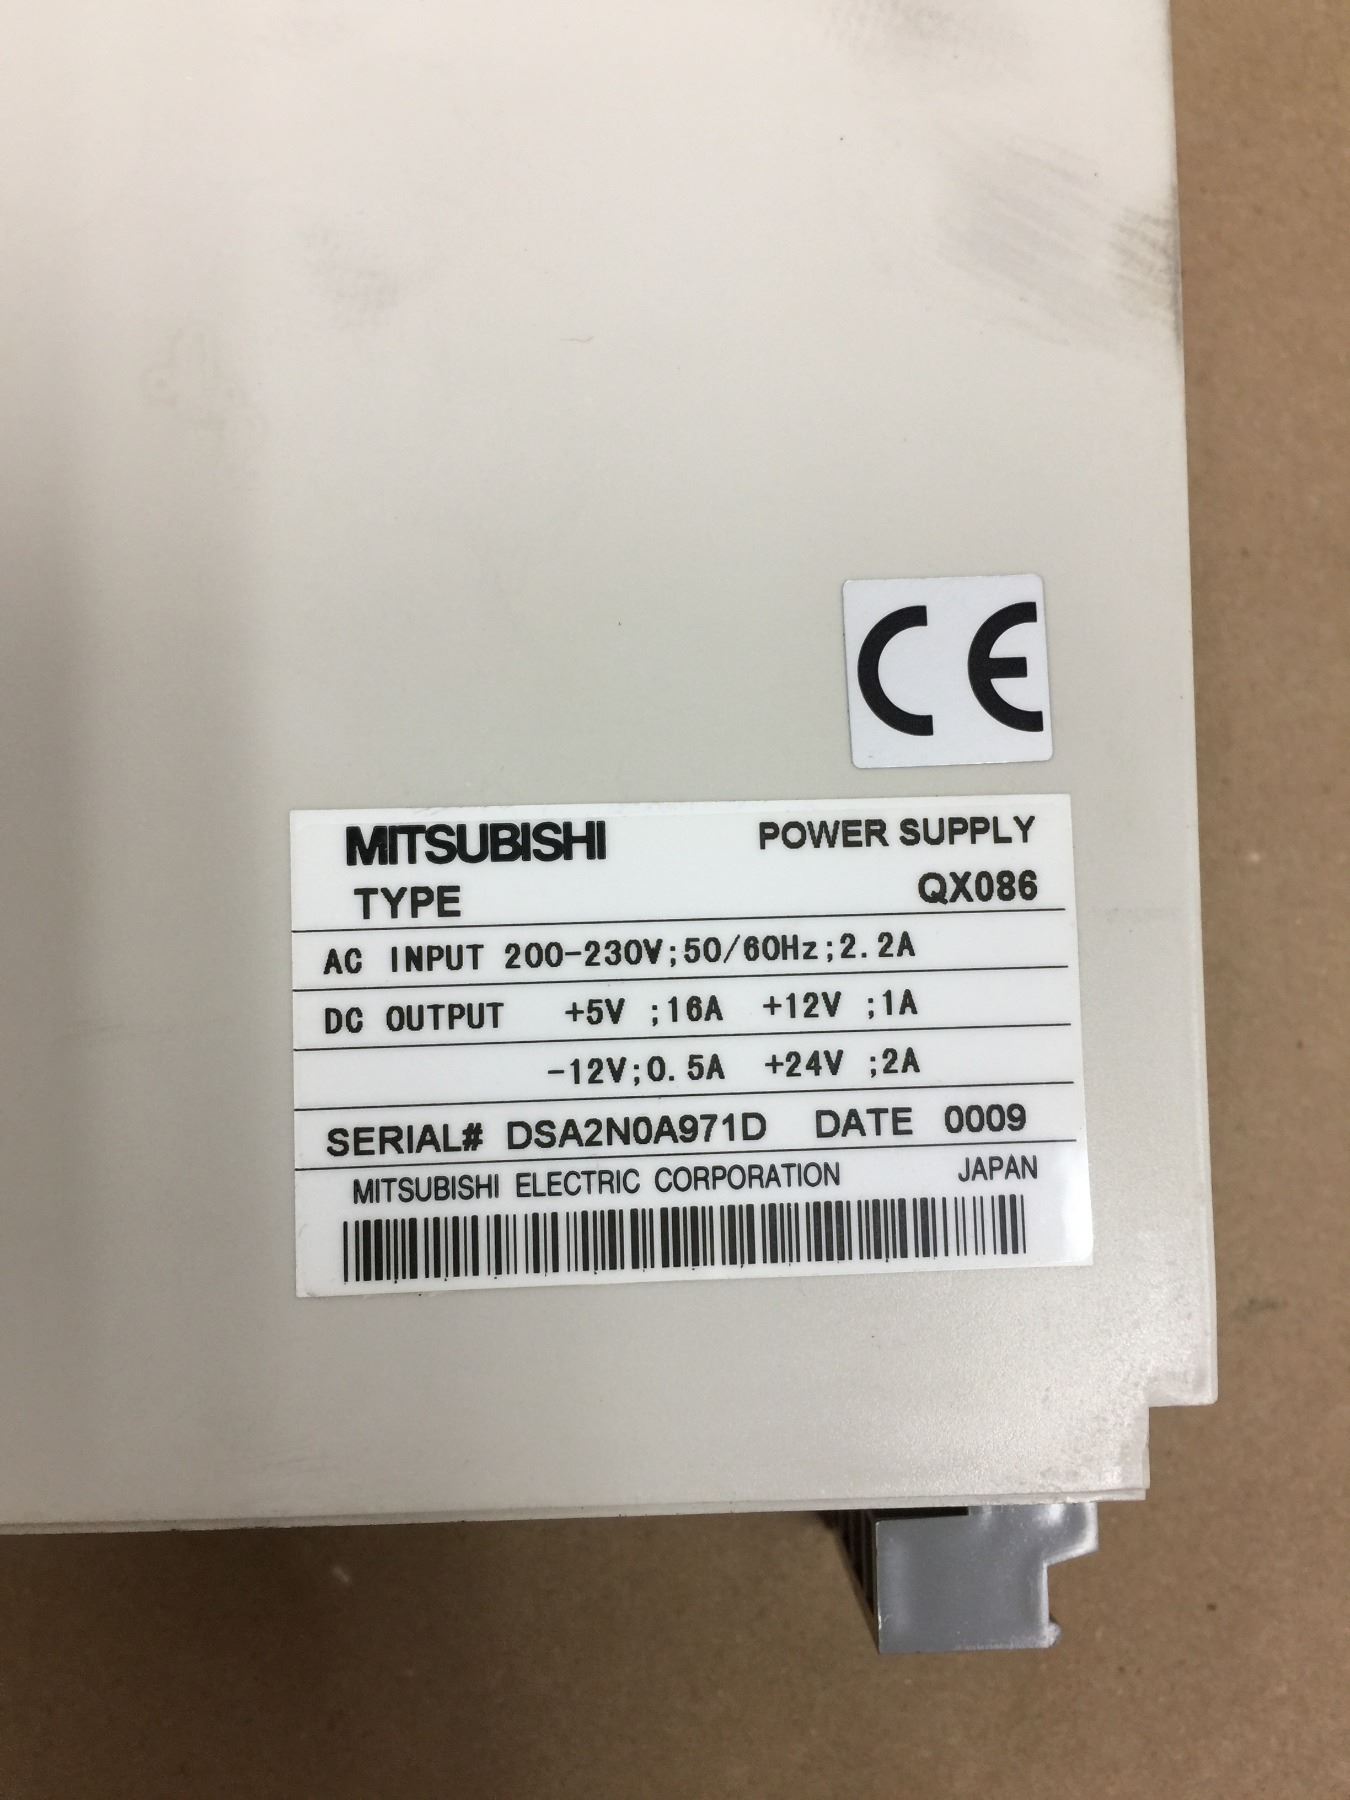 CE
MITSUBISHI POWER SUPPLY
TYPE QX086
AC INPUT 200-230V;50/60Hz;2.2A
DC OUTPUT +5V ;16A +12V ;1A
-12V;0.5A +24V ;2A
SERIAL# DSA2N0A971D DATE 0009
MITSUBISHI ELECTRIC CORPORATION JAPAN